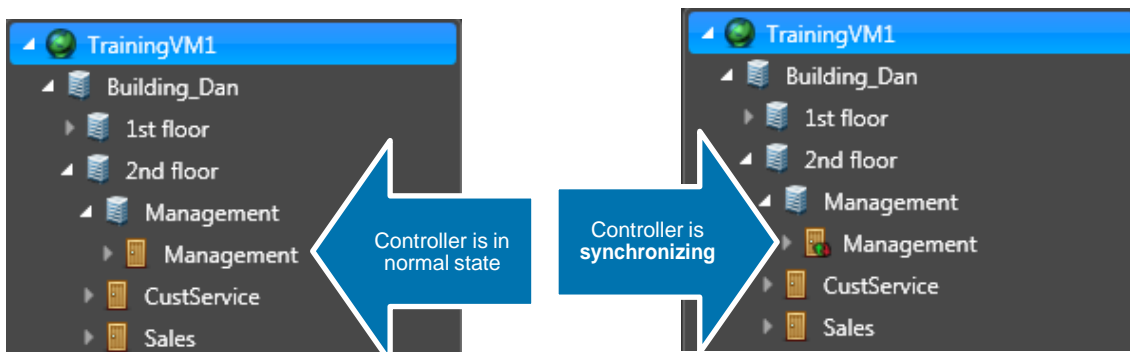 TrainingVM1
Building_Dan
1st floor
2nd floor
Management
Management
CustService
Sales
Controller is in
normal state
Controller is
synchronizing
TrainingVM1
Building_Dan
1st floor
2nd floor
Management
Management
CustService
Sales